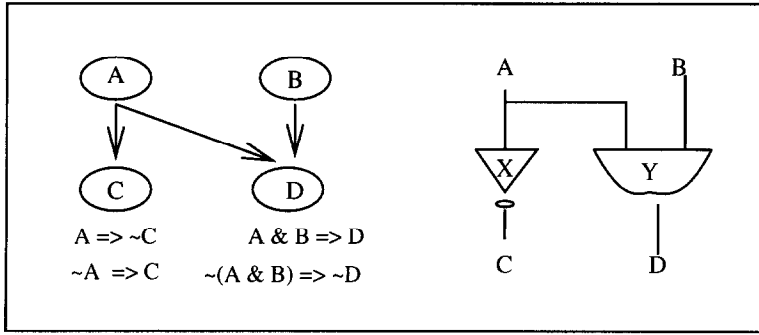 A B
C D
A => ~C A & B => D
~A => C ~(A & B) => ~D
A B
X Y
C D